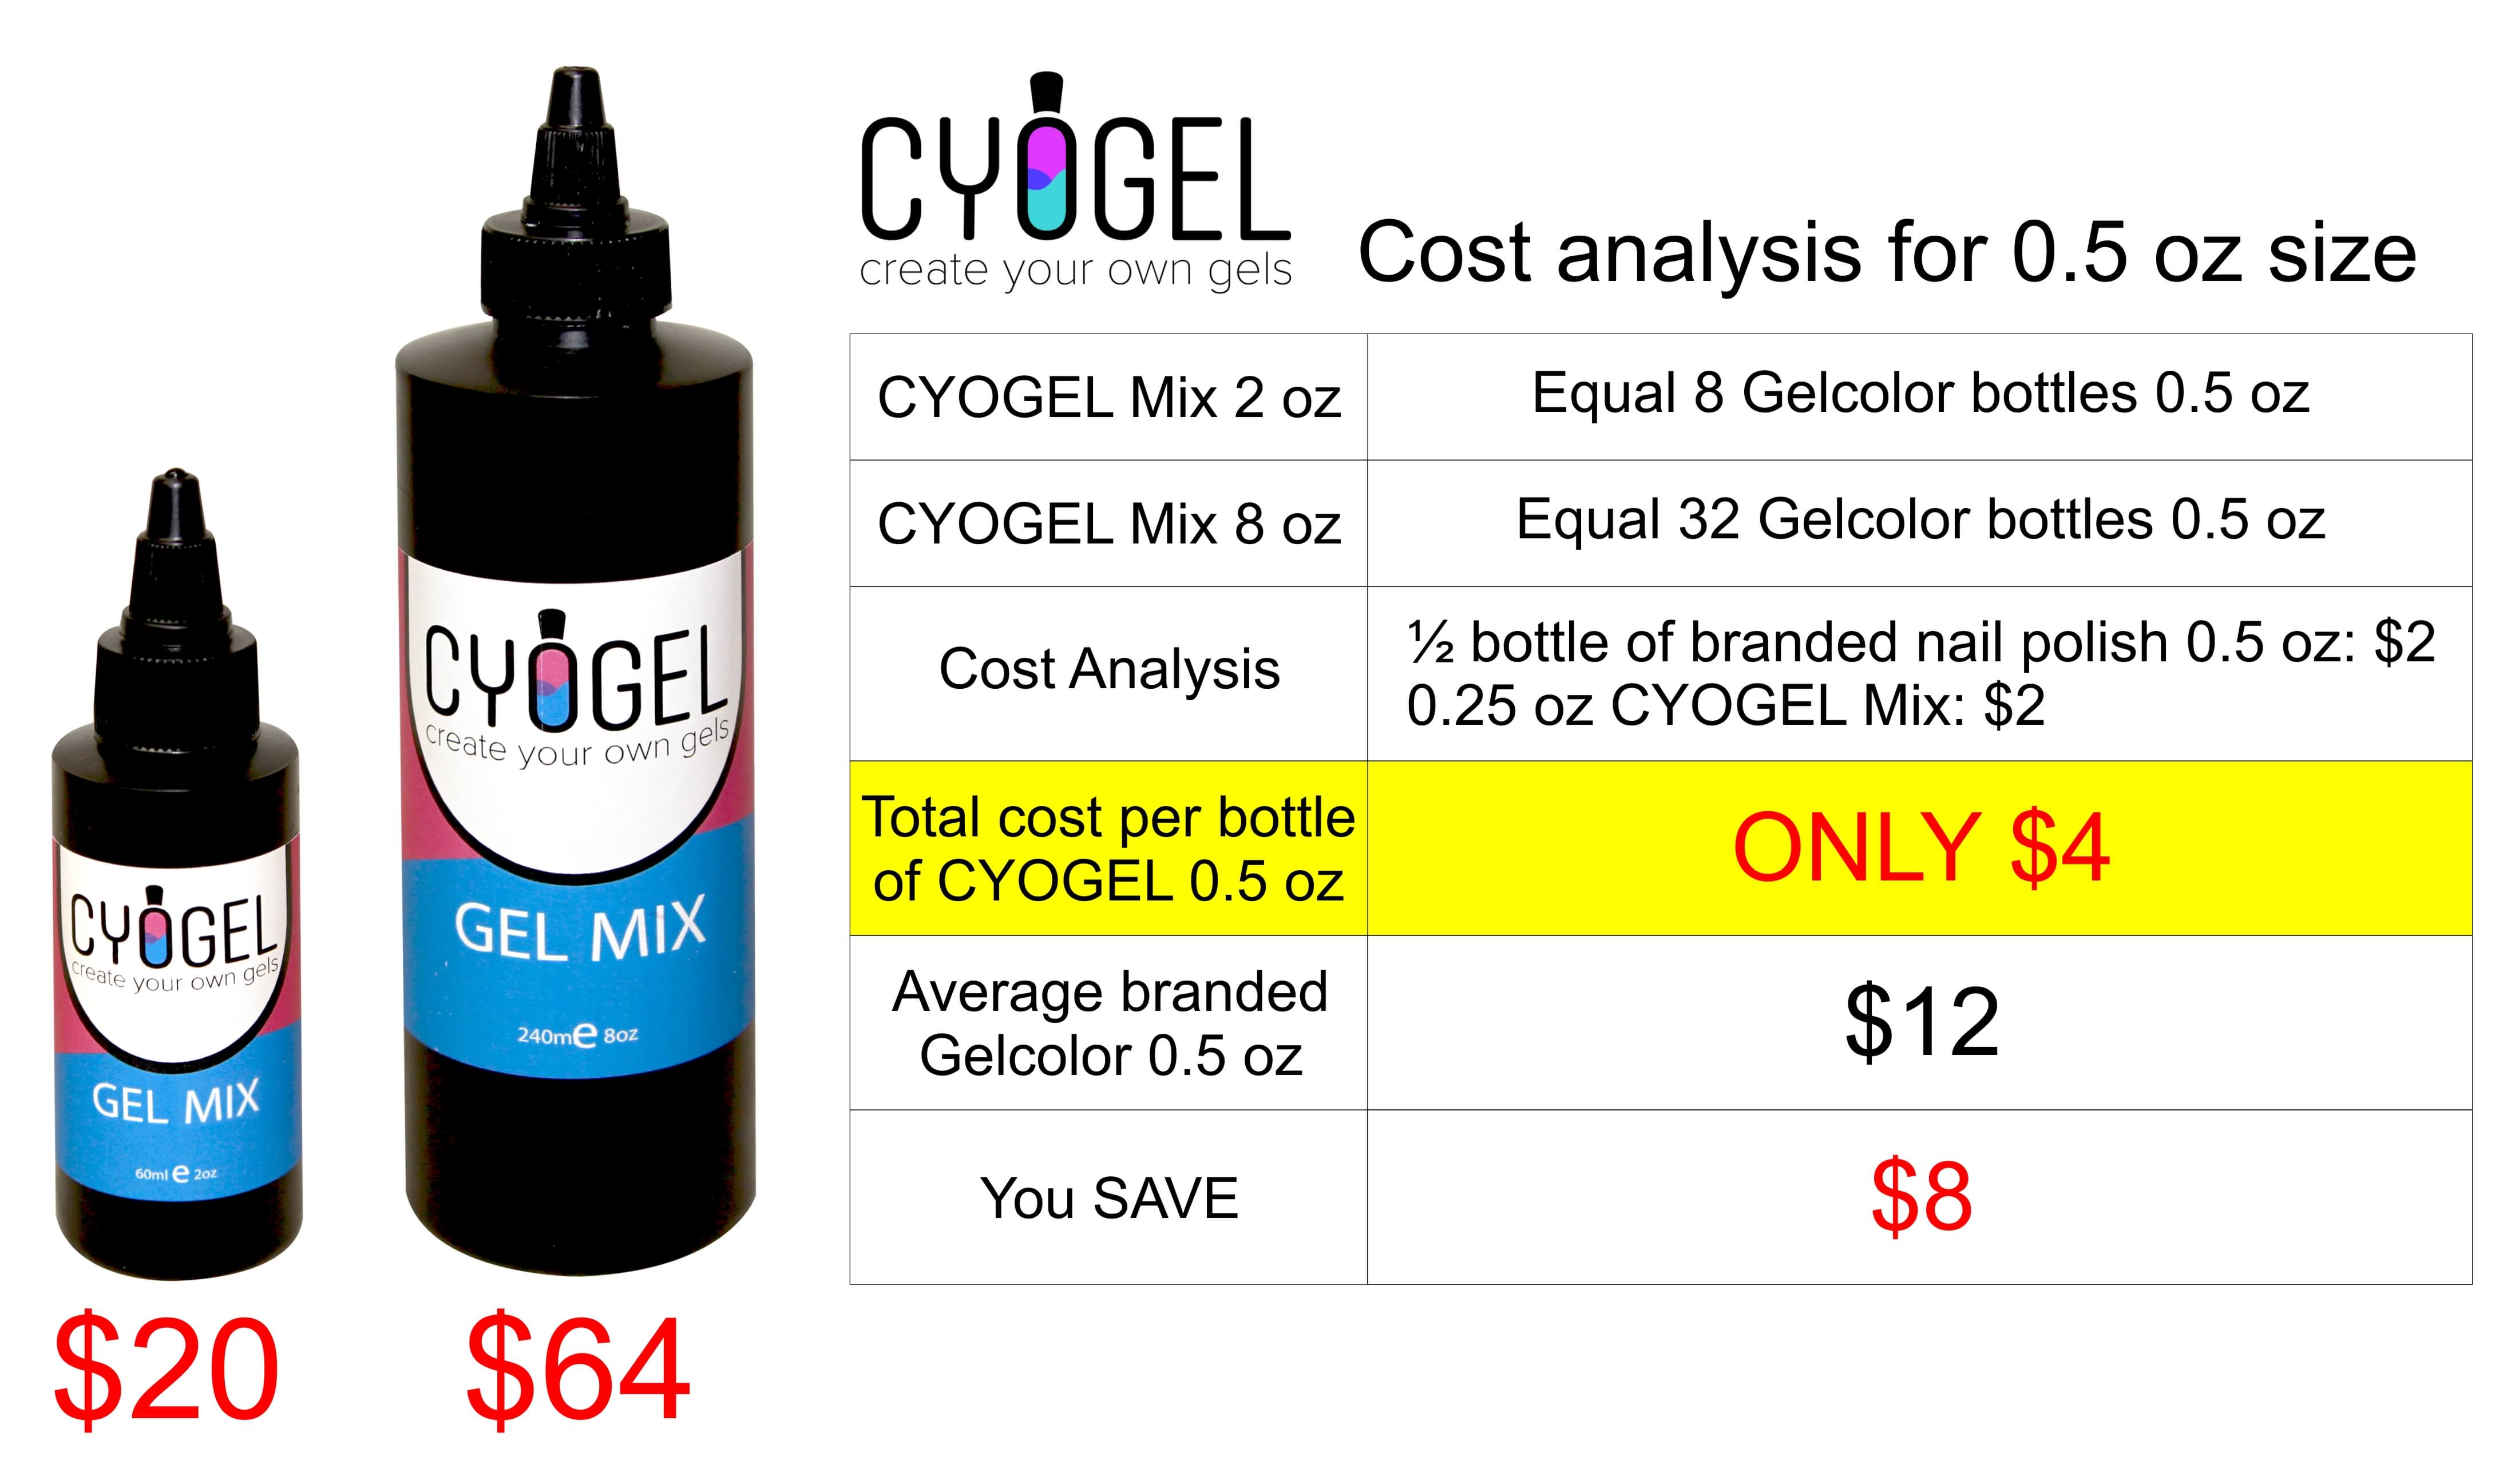 CYOGEL
create your own gels
Cost analysis for 0.5 oz size
CYOGEL Mix 2 oz
Equal 8 Gelcolor bottles 0.5 oz
CYOGEL Mix 8 oz
Equal 32 Gelcolor bottles 0.5 oz
Cost Analysis
½ bottle of branded nail polish 0.5 oz: $2
0.25 oz CYOGEL Mix: $2
Total cost per bottle
of CYOGEL 0.5 oz
ONLY $4
Average branded
Gelcolor 0.5 oz
$12
You SAVE
$8
CYOGEL
create your own gels
GEL MIX
60ml e 2oz
$20
CYOGEL
create your own gels
GEL MIX
240me 8oz
$64